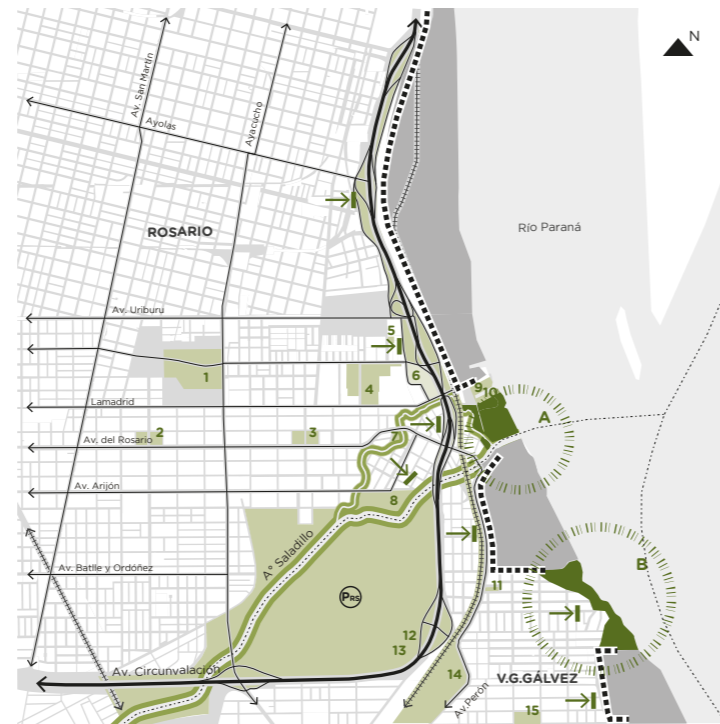 N
Av. San Martín
Ayacucho
Ayolas
ROSARIO
Río Paraná
Av. Uriburu
5
1
4
6
9
10
Lamadrid
A
2
3
Av. del Rosario
Av. Arijón
8
A° Saladillo
Av. Batlle y Ordóñez
B
11
PRS
12
13
14
Av. Circunvalación
V.G.GÁLVEZ
Av.Perón
15